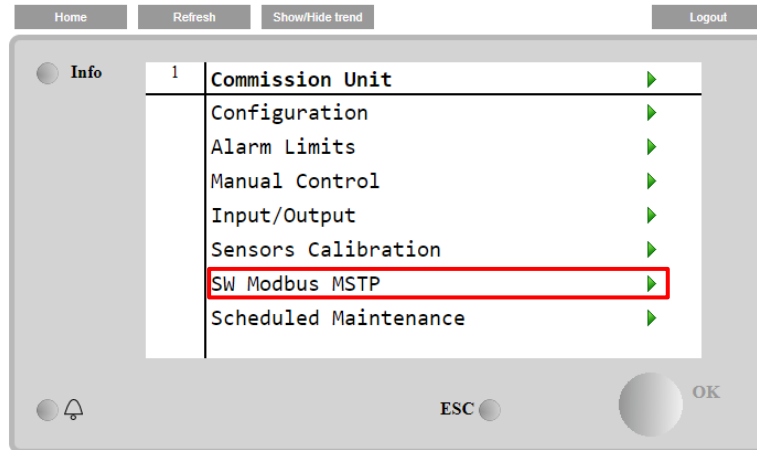 Home Refresh Show/Hide trend Logout
Info
1 Commission Unit
Configuration
Alarm Limits
Manual Control
Input/Output
Sensors Calibration
SW Modbus MSTP
Scheduled Maintenance
ESC
OK